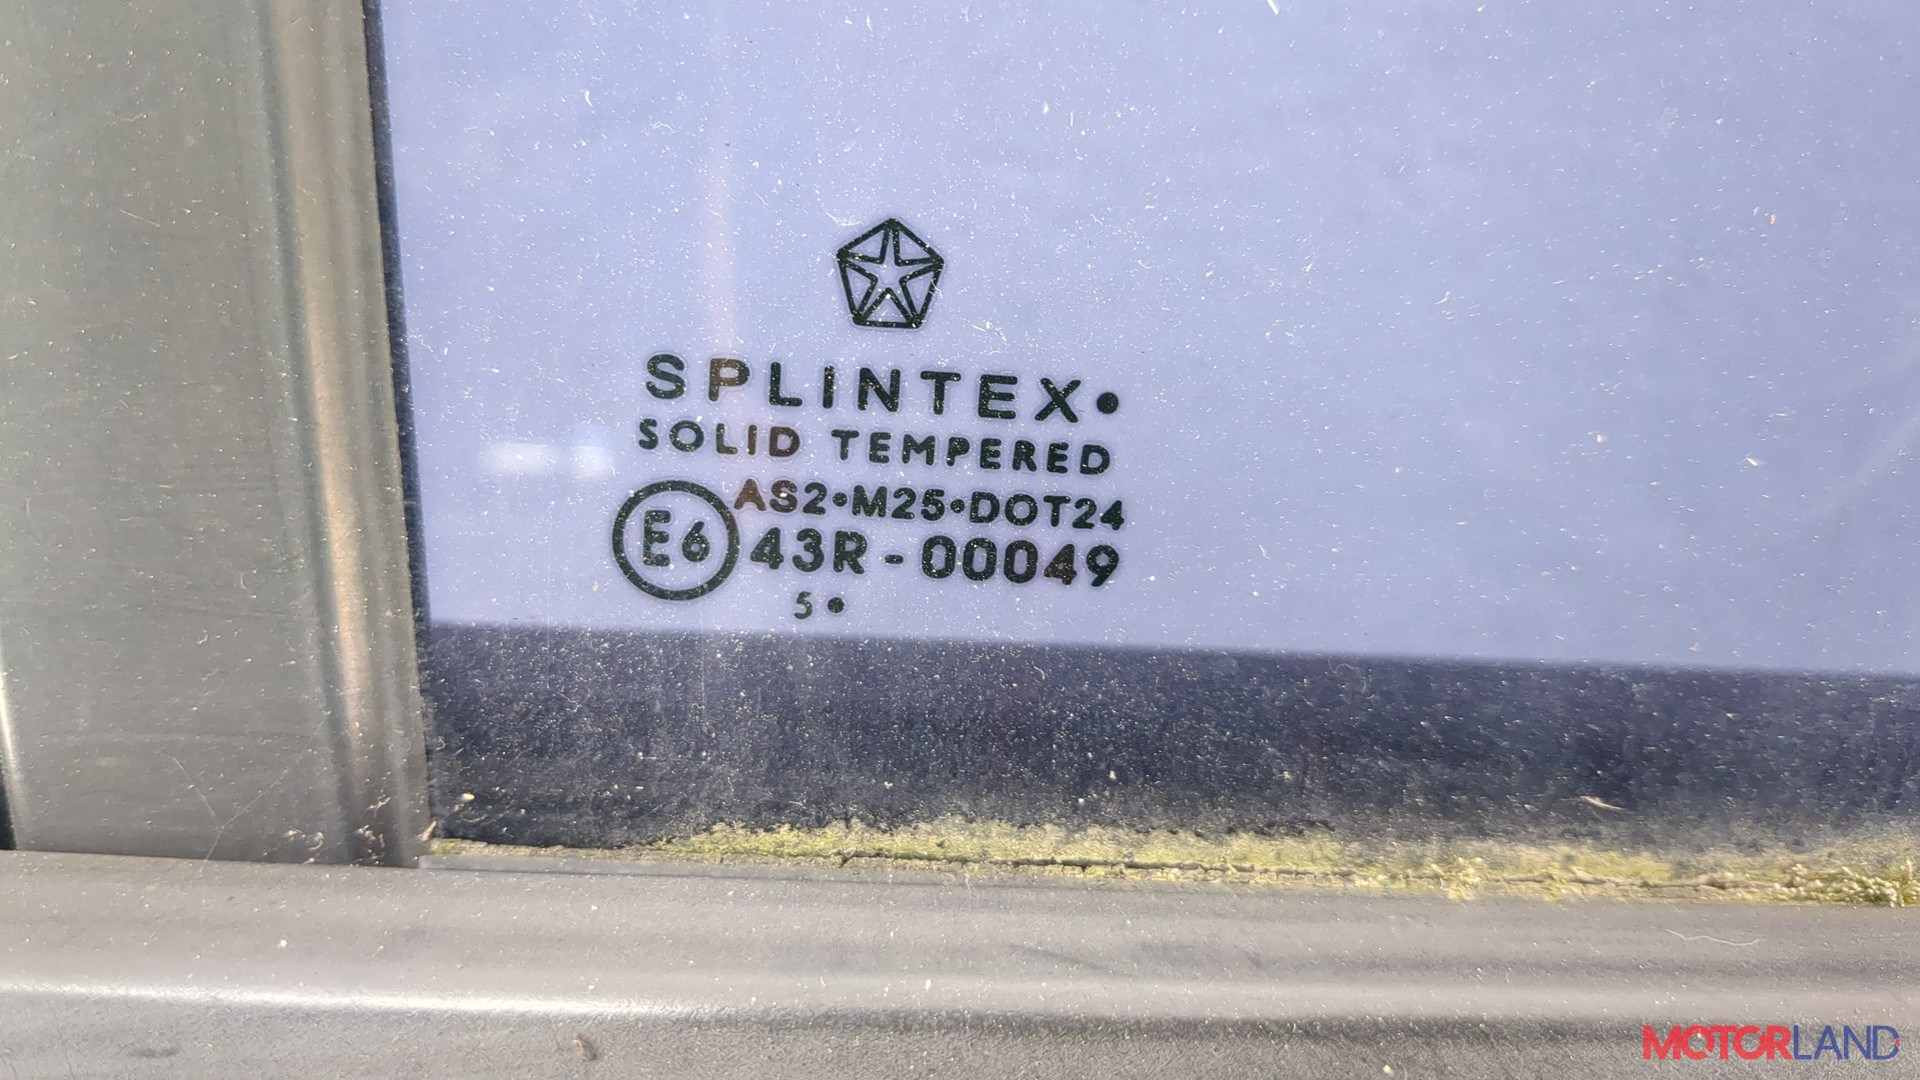 SPLINTEX•
SOLID TEMPERED
AS2•M25•DOT24
E6 43R-00049
5•
MOTORLAND